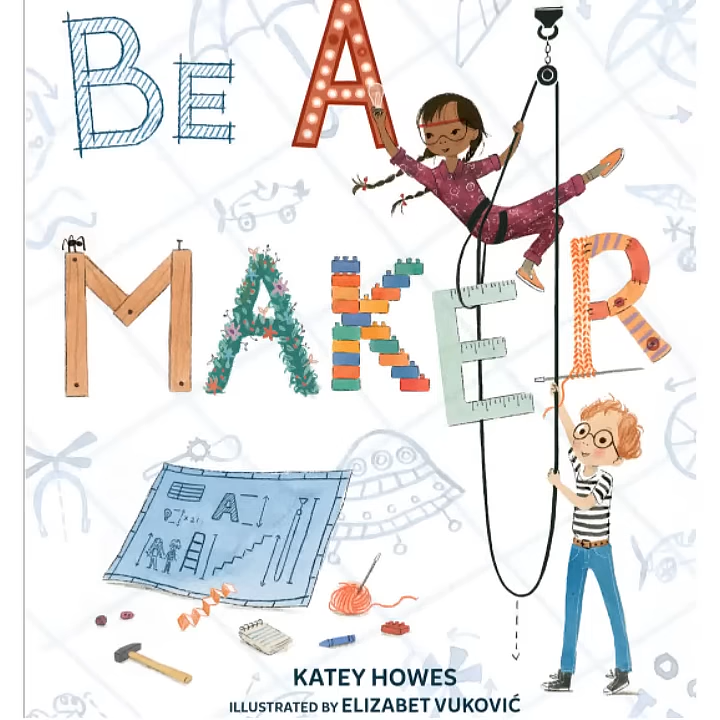 BE A
MAKER
A
KATEY HOWES
ILLUSTRATED BY ELIZABET VUKOVIĆ